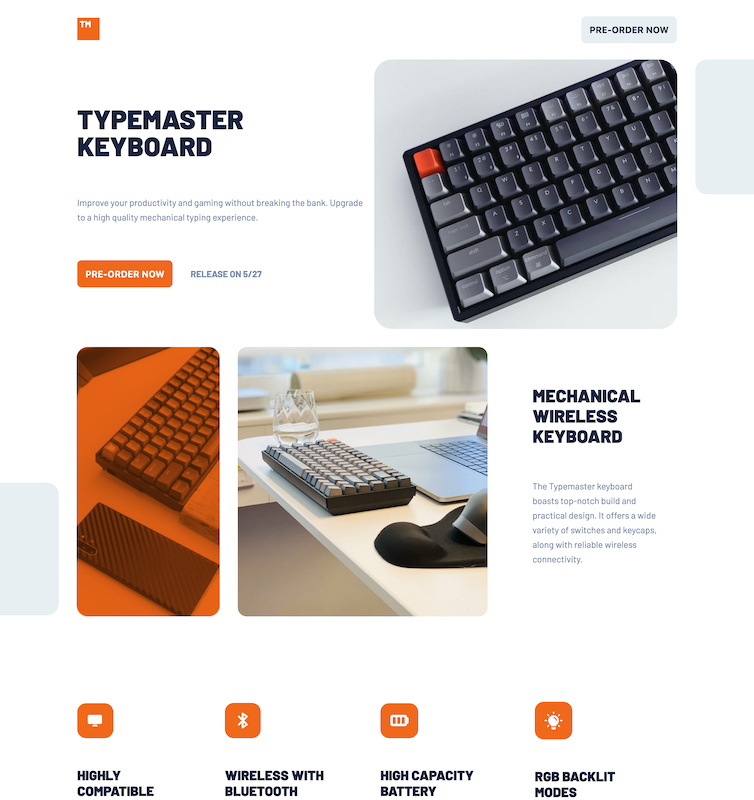 TM
PRE-ORDER NOW
TYPEMASTER
KEYBOARD
Improve your productivity and gaming without breaking the bank. Upgrade
to a high quality mechanical typing experience.
PRE-ORDER NOW
RELEASE ON 5/27
MECHANICAL
WIRELESS
KEYBOARD
The Typemaster keyboard
boasts top-notch build and
practical design. It offers a wide
variety of switches and keycaps,
along with reliable wireless
connectivity.
HIGHLY
COMPATIBLE
WIRELESS WITH
BLUETOOTH
HIGH CAPACITY
BATTERY
RGB BACKLIT
MODES